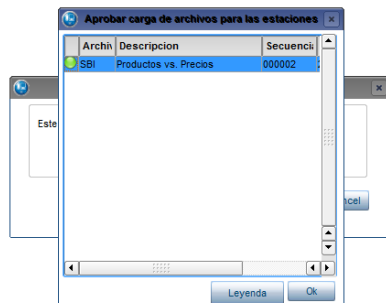 Aprobar carga de archivos para las estaciones
Archiv Descripcion Secuencia
SBI Productos vs. Precios 000002
Este
ncel
Leyenda Ok